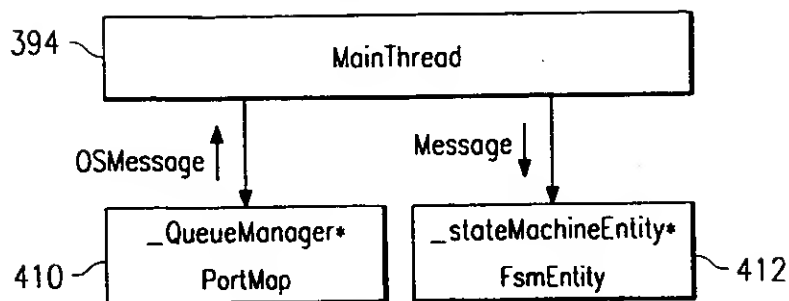 394
MainThread
OSMessage
Message
_QueueManager*
PortMap
410
_stateMachineEntity*
FsmEntity
412